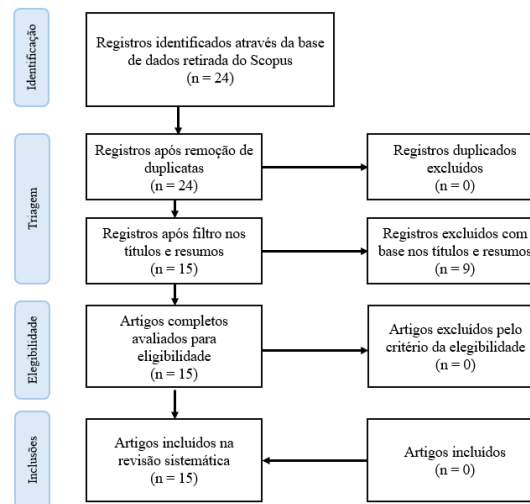 Identificação
Registros identificados através da base
de dados retirada do Scopus
(n = 24)
Triagem
Registros após remoção de
duplicatas
(n = 24)
Registros duplicados
excluídos
(n = 0)
Registros após filtro nos
títulos e resumos
(n = 15)
Registros excluídos com
base nos títulos e resumos
(n = 9)
Elegibilidade
Artigos completos
avaliados para
eligibilidade
(n = 15)
Artigos excluídos pelo
critério da elegibilidade
(n = 0)
Inclusões
Artigos incluídos na
revisão sistemática
(n = 15)
Artigos incluídos
(n = 0)